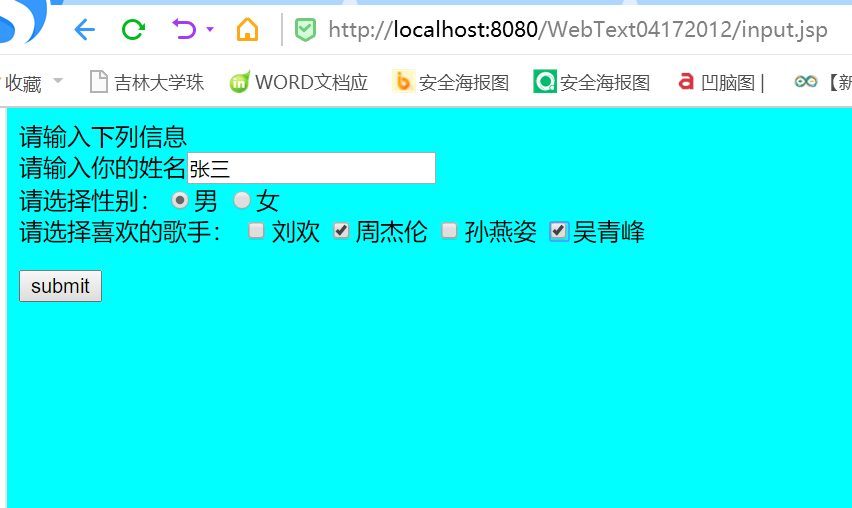 http://localhost:8080/WebText04172012/input.jsp
收藏 吉林大学珠 WORD文档应 安全海报图 安全海报图 凹脑图 | 【新
请输入下列信息
请输入你的姓名张三
请选择性别： 男 女
请选择喜欢的歌手： 刘欢 周杰伦 孙燕姿 吴青峰
submit